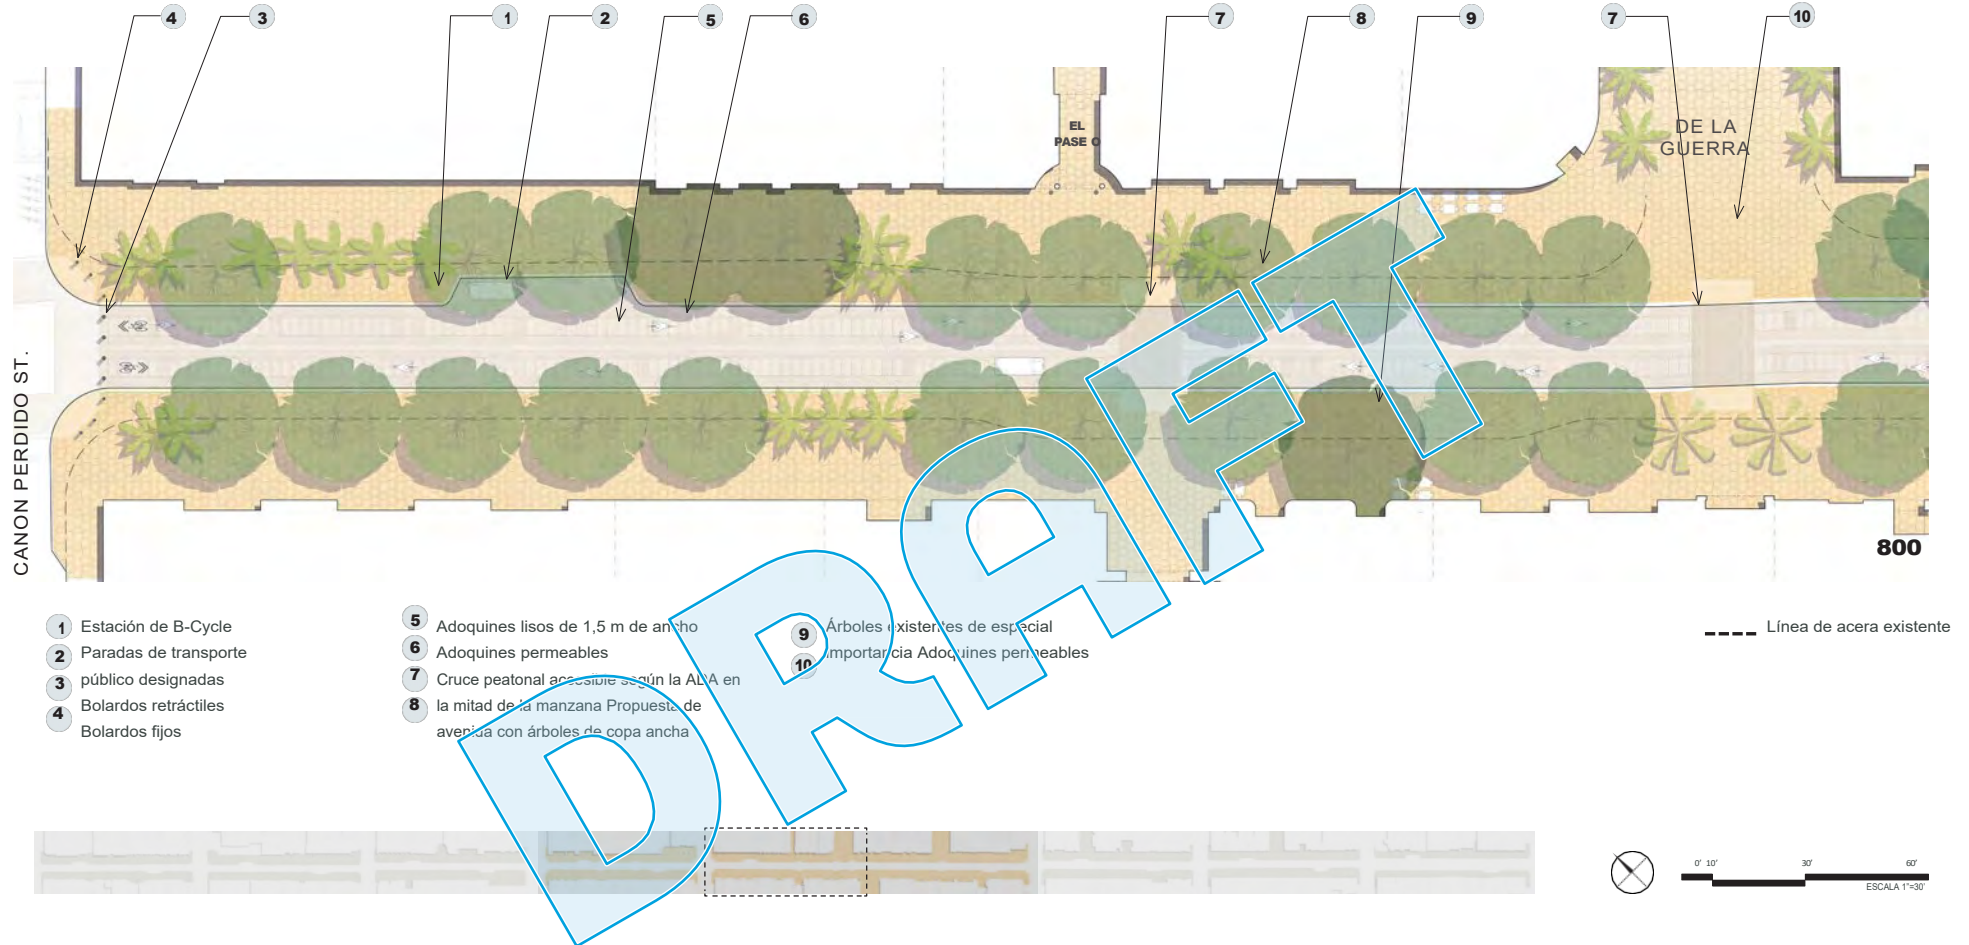 4
3
1
2
5
6
7
8
9
7
10
EL
PASE O
DE LA
GUERRA
CANON PERDIDO ST.
800
1 Estación de B-Cycle
2 Paradas de transporte
3 público designadas
4 Bolardos retráctiles
Bolardos fijos
5 Adoquines lisos de 1,5 m de ancho
6 Adoquines permeables
7 Cruce peatonal accesible según la ADA en
8 la mitad de la manzana Propuesta de
avenida con árboles de copa ancha
9 Árboles existentes de especial
10 importancia Adoquines permeables
Línea de acera existente
DRAFT
0' 10' 30' 60'
ESCALA 1"=30'